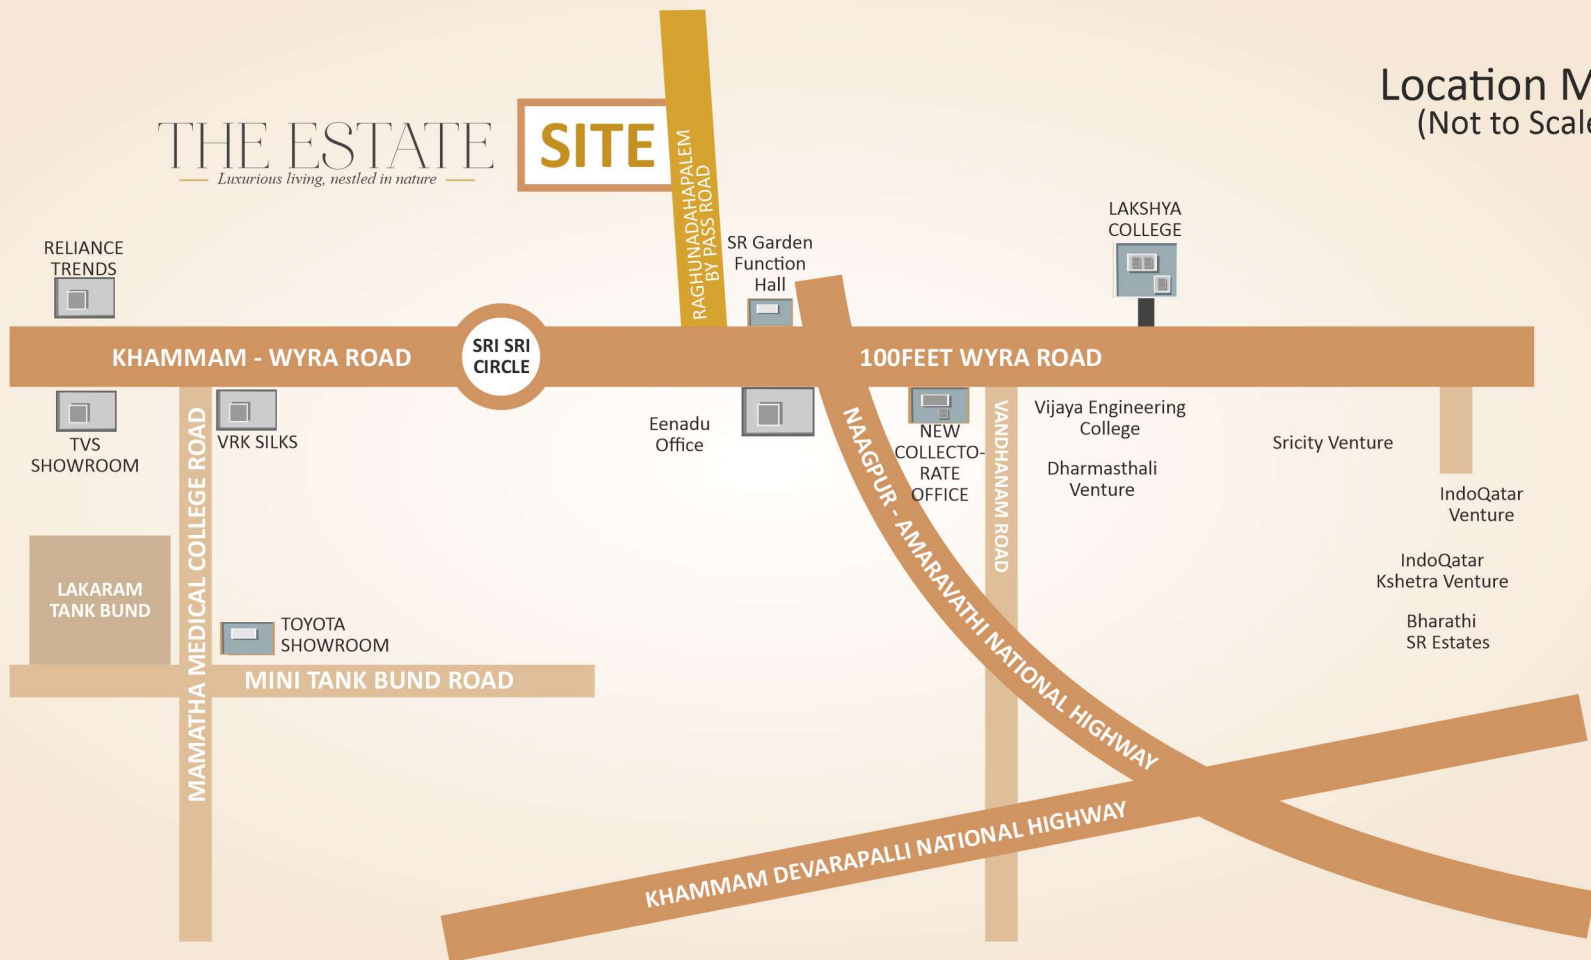 Location M
(Not to Scale
THE ESTATE
Luxurious living, nestled in nature
SITE
RAGHUNADAHAPALEM
BY PASS ROAD
RELIANCE
TRENDS
SR Garden
Function
Hall
LAKSHYA
COLLEGE
KHAMMAM - WYRA ROAD
SRI SRI
CIRCLE
100FEET WYRA ROAD
TVS
SHOWROOM
MAMATHA MEDICAL COLLEGE ROAD
VRK SILKS
Eenadu
Office
NAAGPUR - AMARAVATHI NATIONAL HIGHWAY
NEW
COLLECTO-
RATE
OFFICE
VANDHANAM ROAD
Vijaya Engineering
College
Dharmasthali
Venture
Sricity Venture
IndoQatar
Venture
IndoQatar
Kshetra Venture
Bharathi
SR Estates
LAKARAM
TANK BUND
TOYOTA
SHOWROOM
MINI TANK BUND ROAD
KHAMMAM DEVARAPALLI NATIONAL HIGHWAY